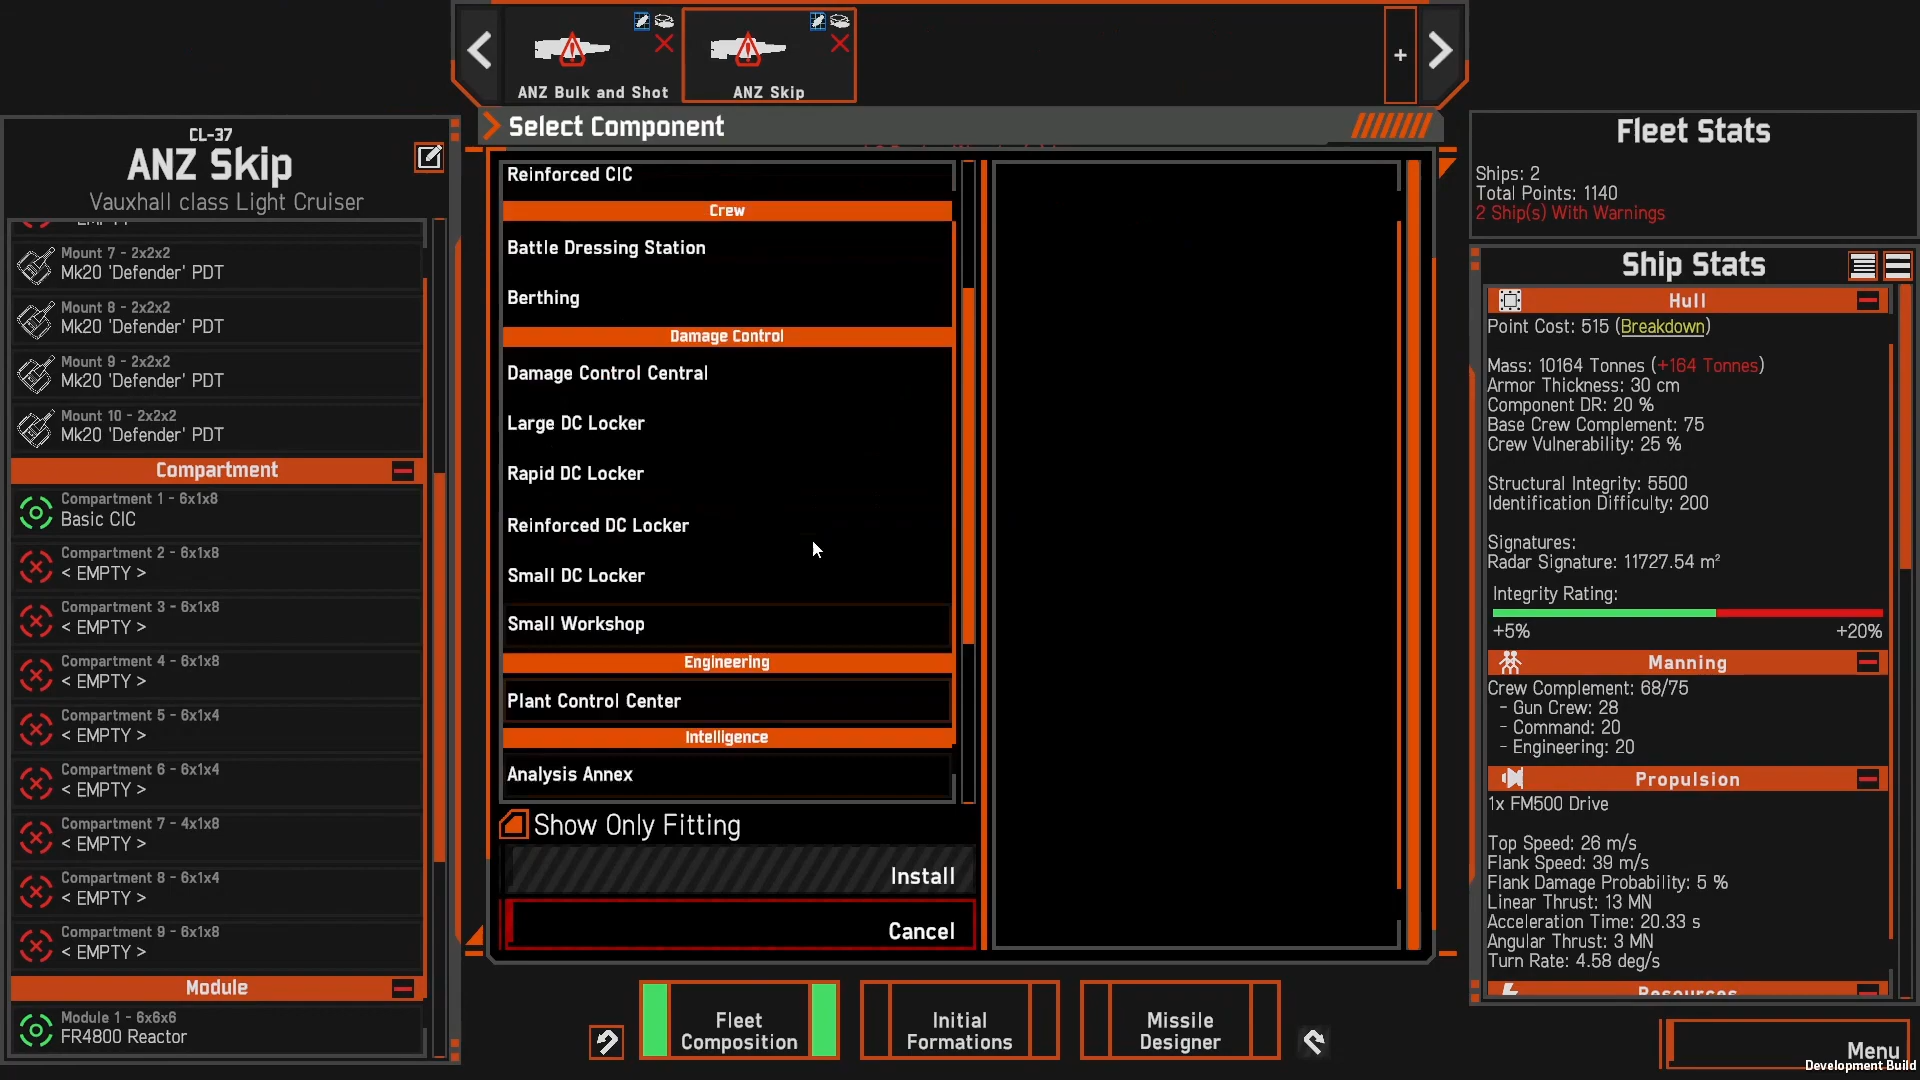 ANZ Bulk and Shot
ANZ Skip
+
Select Component
CL-37
ANZ Skip
Vauxhall class Light Cruiser
Mount 7 - 2x2x2
Mk20 'Defender' PDT
Mount 8 - 2x2x2
Mk20 'Defender' PDT
Mount 9 - 2x2x2
Mk20 'Defender' PDT
Mount 10 - 2x2x2
Mk20 'Defender' PDT
Compartment
Compartment 1 - 6x1x8
Basic CIC
Compartment 2 - 6x1x8
< EMPTY >
Compartment 3 - 6x1x8
< EMPTY >
Compartment 4 - 6x1x8
< EMPTY >
Compartment 5 - 6x1x4
< EMPTY >
Compartment 6 - 6x1x4
< EMPTY >
Compartment 7 - 4x1x8
< EMPTY >
Compartment 8 - 6x1x4
< EMPTY >
Compartment 9 - 6x1x8
< EMPTY >
Module
Module 1 - 6x6x6
FR4800 Reactor
Reinforced CIC
Crew
Battle Dressing Station
Berthing
Damage Control
Damage Control Central
Large DC Locker
Rapid DC Locker
Reinforced DC Locker
Small DC Locker
Small Workshop
Engineering
Plant Control Center
Intelligence
Analysis Annex
Show Only Fitting
Install
Cancel
Fleet
Composition
Initial
Formations
Missile
Designer
Fleet Stats
Ships: 2
Total Points: 1140
2 Ship(s) With Warnings
Ship Stats
Hull
Point Cost: 515 (Breakdown)
Mass: 10164 Tonnes (+164 Tonnes)
Armor Thickness: 30 cm
Component DR: 20 %
Base Crew Complement: 75
Crew Vulnerability: 25 %
Structural Integrity: 5500
Identification Difficulty: 200
Signatures:
Radar Signature: 11727.54 m²
Integrity Rating:
+5%
+20%
Manning
Crew Complement: 68/75
- Gun Crew: 28
- Command: 20
- Engineering: 20
Propulsion
1x FM500 Drive
Top Speed: 26 m/s
Flank Speed: 39 m/s
Flank Damage Probability: 5 %
Linear Thrust: 13 MN
Acceleration Time: 20.33 s
Angular Thrust: 3 MN
Turn Rate: 4.58 deg/s
Resources
Menu
Development Build